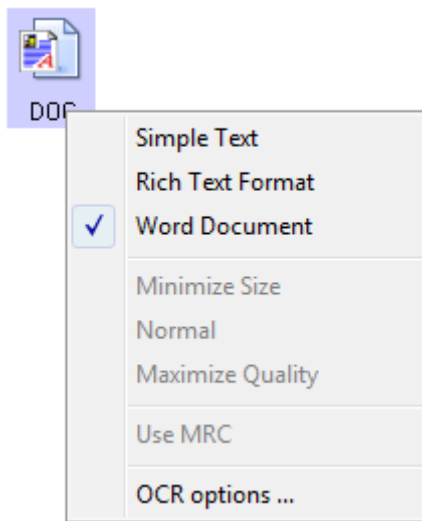 DOC
Simple Text
Rich Text Format
Word Document
Minimize Size
Normal
Maximize Quality
Use MRC
OCR options ...